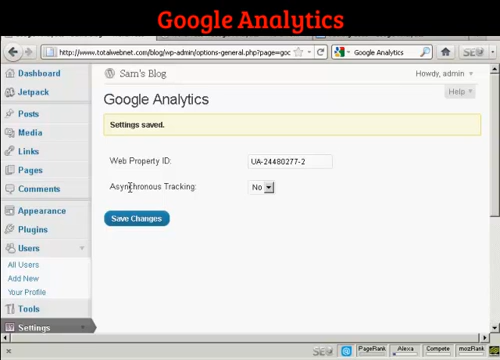 Google Analytics
http://www.totalwebnet.com/blog/wp-admin/options-general.php?page=goc
Google Analytics
SEO
Dashboard
Jetpack
Posts
Media
Links
Pages
Comments
Appearance
Plugins
Users
All Users
Add New
Your Profile
Tools
Settings
Sam's Blog
Howdy, admin
Google Analytics
Help
Settings saved.
Web Property ID:
UA-24480277-2
Asynchronous Tracking:
No
Save Changes
SEO
PageRank
Alexa
Compete
mozRank